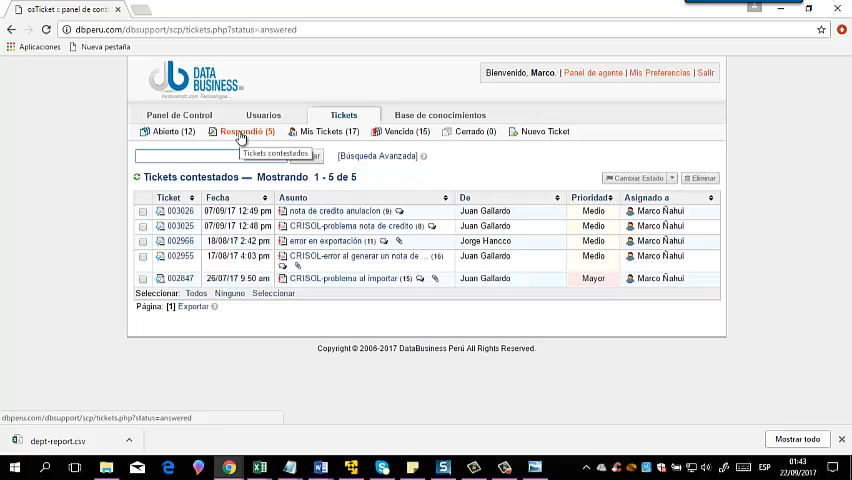 osTicket :: panel de cont
dbperu.com/dbsupport/scp/tickets.php?status=answered
Aplicaciones Nueva pestaña
db DATA BUSINESS
Innovando con Tecnología...
Bienvenido, Marco. | Panel de agente | Mis Preferencias | Salir
Panel de Control Usuarios Tickets Base de conocimientos
Abierto (12) Respondió (5) Mis Tickets (17) Vencido (15) Cerrado (0) Nuevo Ticket
Tickets contestados
[Búsqueda Avanzada]
Tickets contestados — Mostrando 1 - 5 de 5 Cambiar Estado Eliminar
Ticket Fecha Asunto De Prioridad Asignado a
003026 07/09/17 12:49 pm nota de credito anulacion (9) Juan Gallardo Medio Marco Ñahui
003025 07/09/17 12:48 pm CRISOL-problema nota de credito (8) Juan Gallardo Medio Marco Ñahui
002966 18/08/17 2:42 pm error en exportación (11) Jorge Hancco Medio Marco Ñahui
002955 17/08/17 4:03 pm CRISOL-error al generar un nota de ... (16) Juan Gallardo Medio Marco Ñahui
002847 26/07/17 9:50 am CRISOL-problema al importar (15) Juan Gallardo Mayor Marco Ñahui
Seleccionar: Todos Ninguno Seleccionar
Página: [1] Exportar
Copyright © 2006-2017 DataBusiness Perú All Rights Reserved.
dbperu.com/dbsupport/scp/tickets.php?status=answered
dept-report.csv Mostrar todo
ESP 01:43
22/09/2017